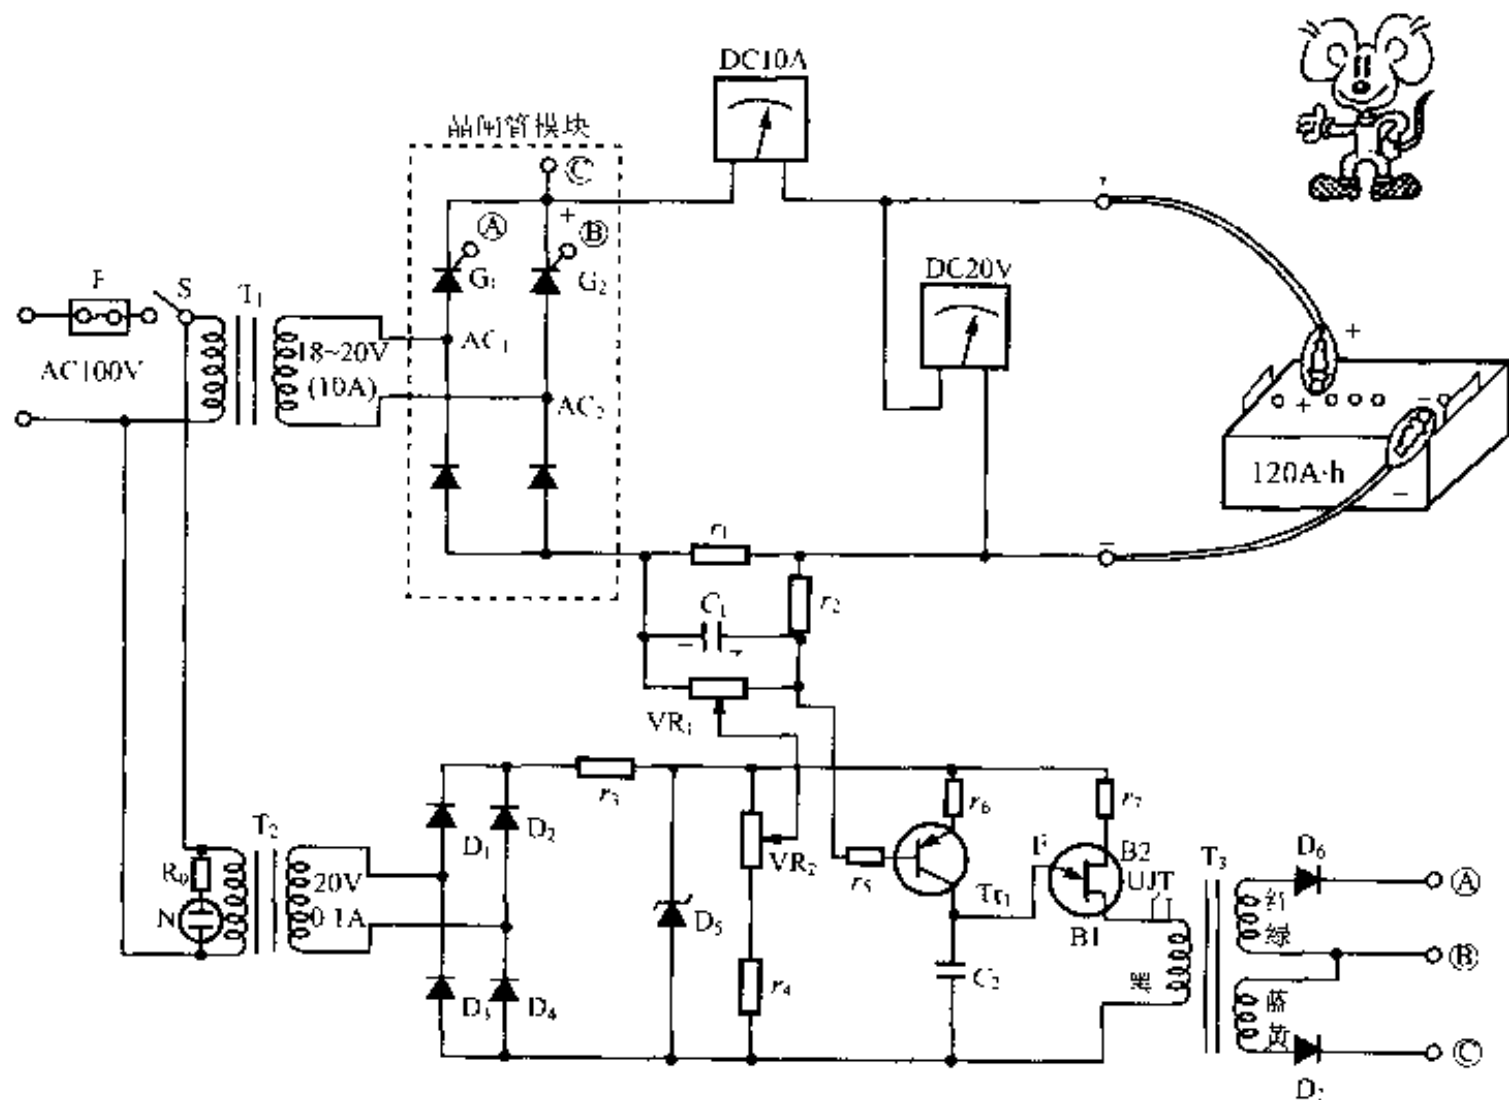 DC10A
晶闸管模块
Ⓒ
+
Ⓐ
Ⓑ
G₁
G₂
DC20V
F
S
T₁
AC100V
18~20V
(10A)
AC₁
AC₂
+
+
−
120A·h
−
−
r₁
r₂
C₁
−
VR₁
r₃
r₆
r₇
T₂
D₁
D₂
VR₂
r₅
E
B2
UJT
T₃
D₆
R₀
N
20V
0.1A
D₅
Tr₁
B1
红
绿
Ⓐ
Ⓑ
D₃
D₄
r₄
C₂
黑
蓝
黄
Ⓒ
D₇